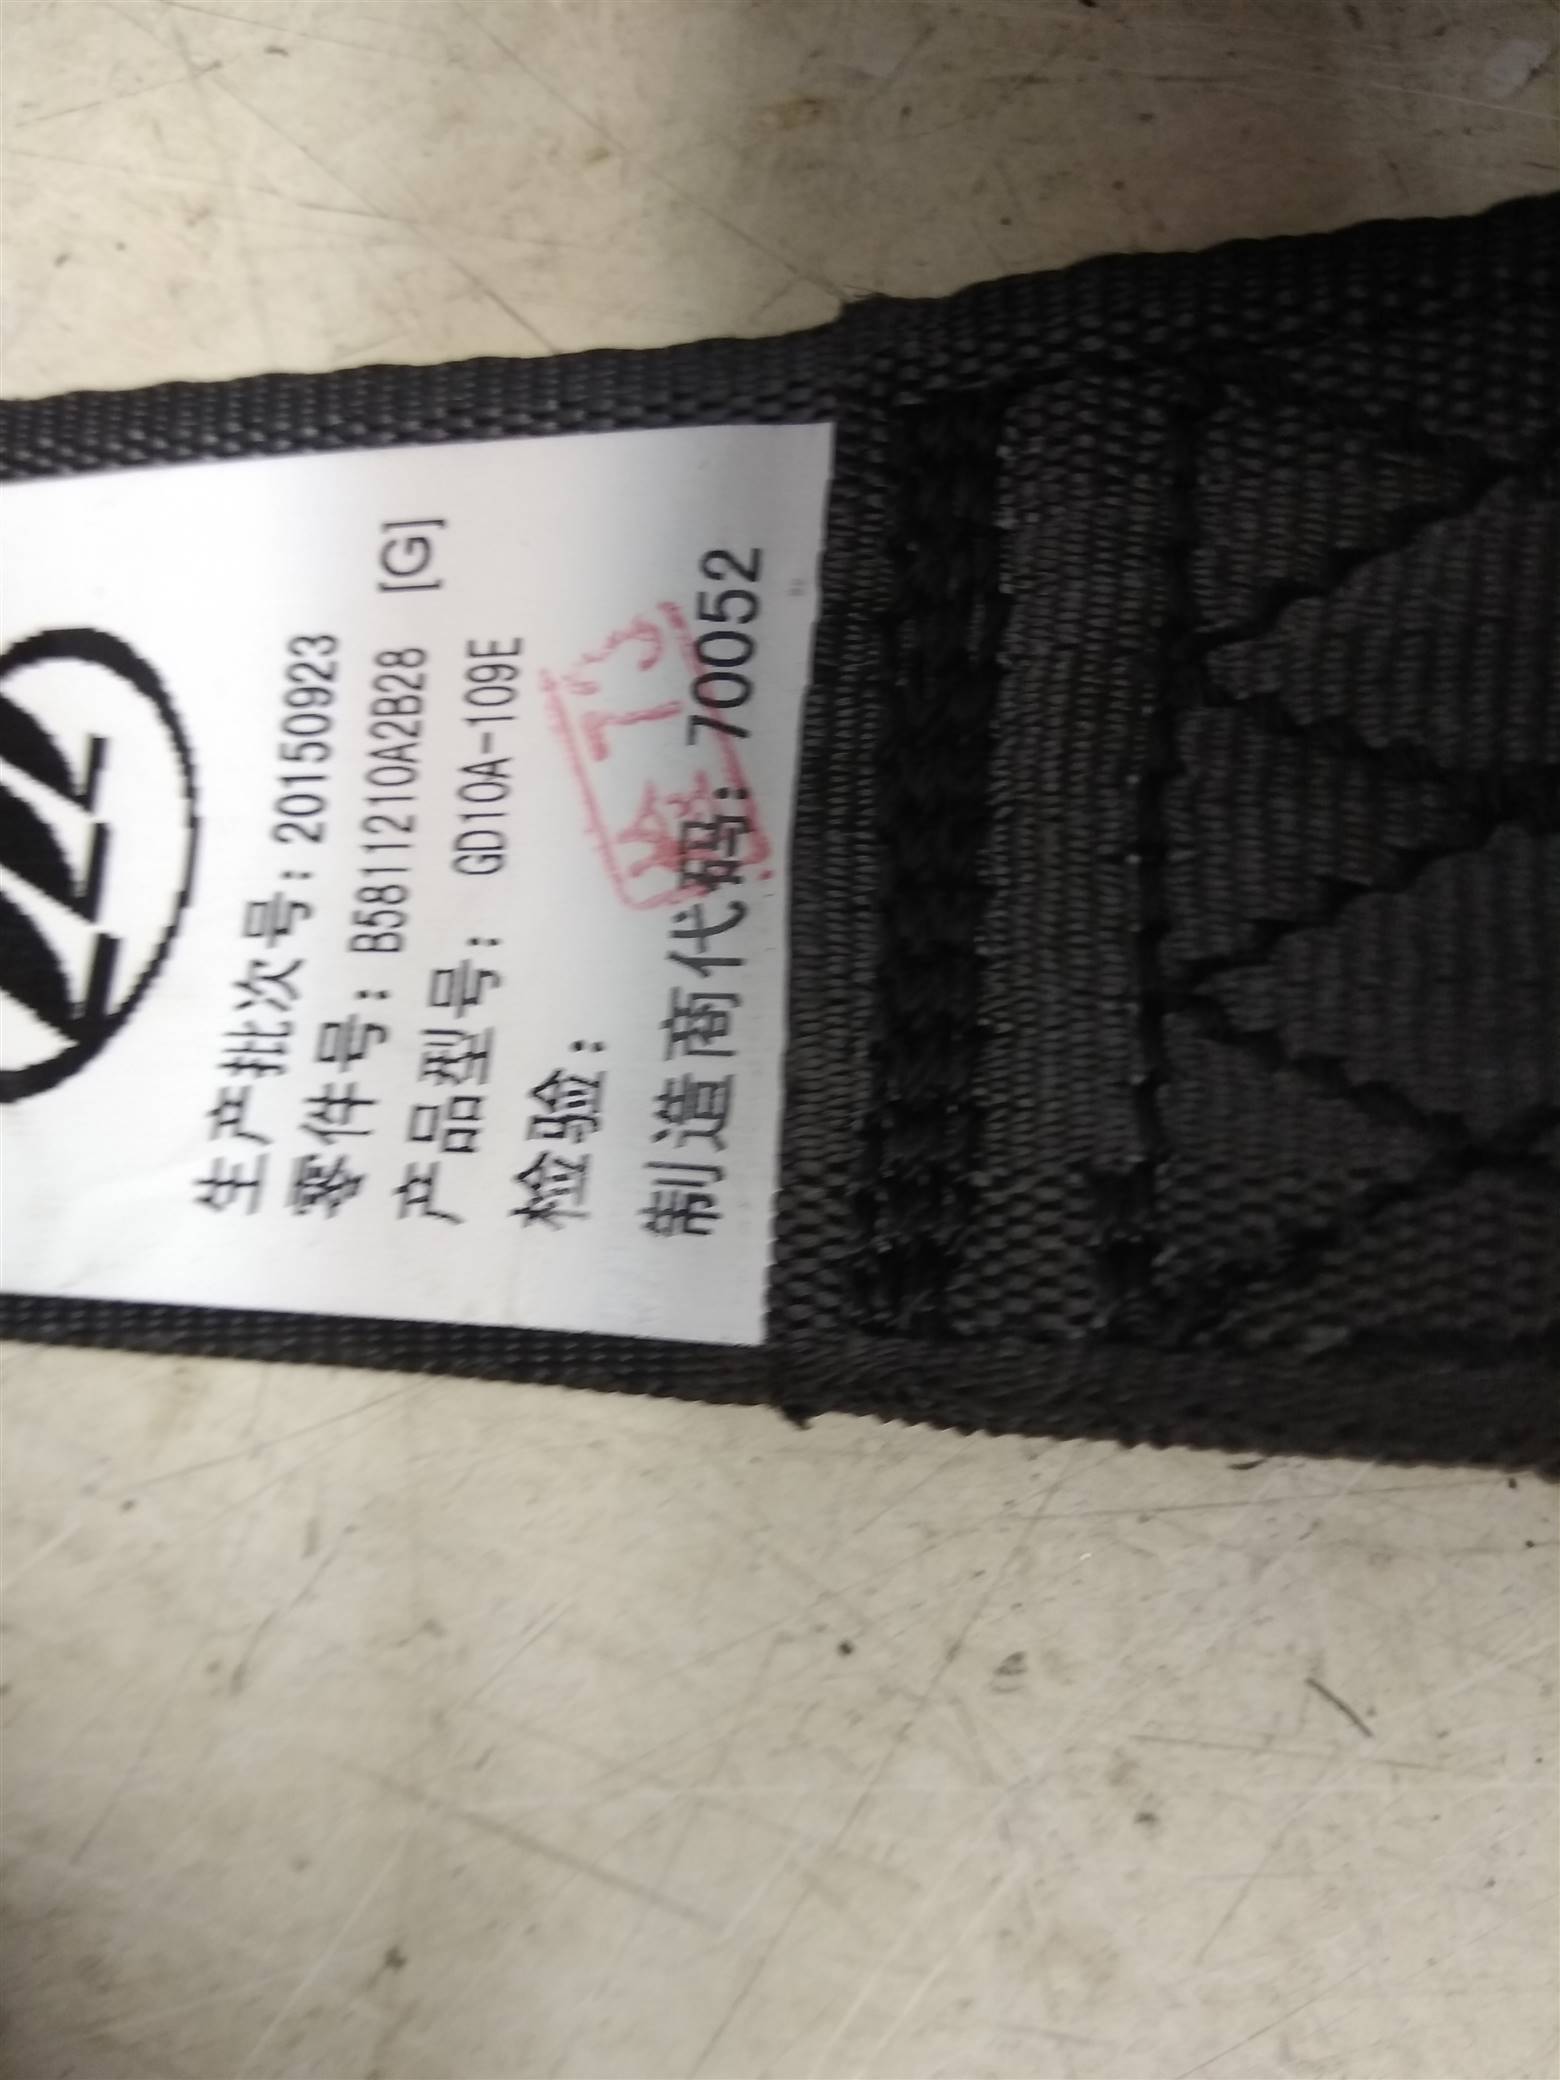 生产批次号：20150923
零件号：B5811210A2B28 [G]
产品型号： GD10A-109E
检验：
制造商代码：70052